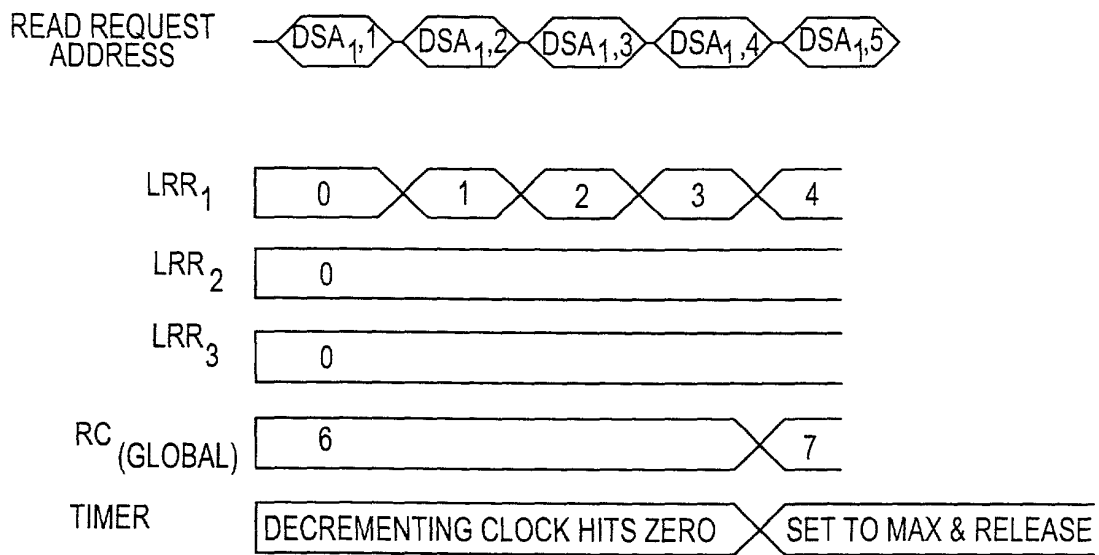 READ REQUEST
ADDRESS
DSA1,1 DSA1,2 DSA1,3 DSA1,4 DSA1,5
LRR1 0 1 2 3 4
LRR2 0
LRR3 0
RC (GLOBAL) 6 7
TIMER DECREMENTING CLOCK HITS ZERO SET TO MAX & RELEASE